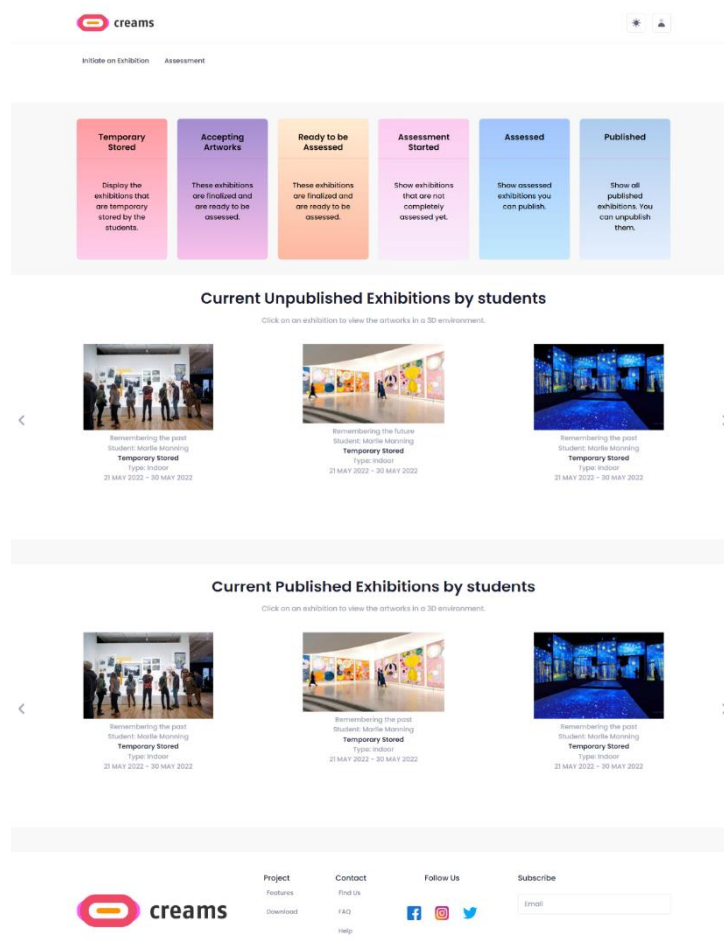 creams
Initiate an Exhibition Assessment
Temporary
Stored
Display the
exhibitions that
are temporary
stored by the
students.
Accepting
Artworks
These exhibitions
are finalized and
are ready to be
assessed.
Ready to be
Assessed
These exhibitions
are finalized and
are ready to be
assessed.
Assessment
Started
Show exhibitions
that are not
completely
assessed yet.
Assessed
Show assessed
exhibitions you
can publish.
Published
Show all
published
exhibitions. You
can unpublish
them.
Current Unpublished Exhibitions by students
Click on an exhibition to view the artworks in a 3D environment.
Remembering the past
Student: Marlie Manning
Temporary Stored
Type: Indoor
21 MAY 2022 - 30 MAY 2022
Remembering the future
Student: Marlie Manning
Temporary Stored
Type: Indoor
21 MAY 2022 - 30 MAY 2022
Remembering the past
Student: Marlie Manning
Temporary Stored
Type: Indoor
21 MAY 2022 - 30 MAY 2022
Current Published Exhibitions by students
Click on an exhibition to view the artworks in a 3D environment.
Remembering the past
Student: Marlie Manning
Temporary Stored
Type: Indoor
21 MAY 2022 - 30 MAY 2022
Remembering the past
Student: Marlie Manning
Temporary Stored
Type: Indoor
21 MAY 2022 - 30 MAY 2022
Remembering the past
Student: Marlie Manning
Temporary Stored
Type: Indoor
21 MAY 2022 - 30 MAY 2022
creams
Project
Features
Download
Contact
Find Us
FAQ
Help
Follow Us
Subscribe
Email